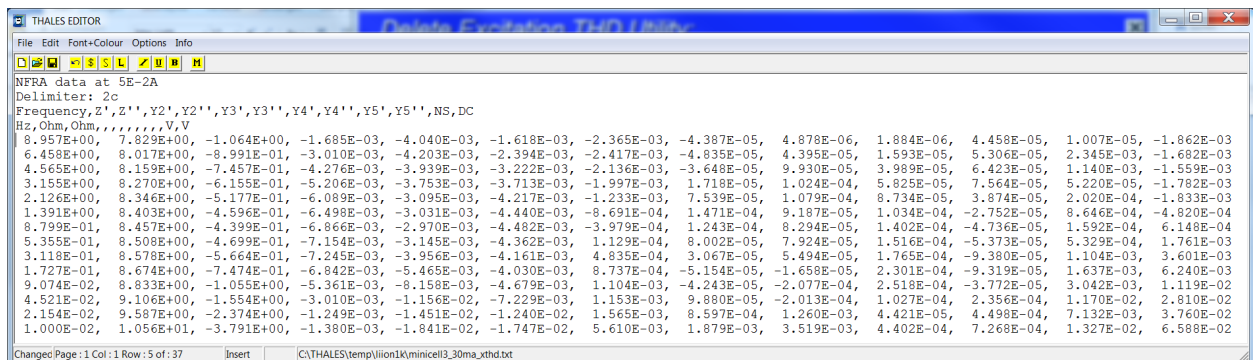 THALES EDITOR
Delete Excitation THD Utility
File Edit Font+Colour Options Info
$ S L I U B M
NFRA data at 5E-2A
Delimiter: 2c
Frequency,Z',Z'',Y2',Y2'',Y3',Y3'',Y4',Y4'',Y5',Y5'',NS,DC
Hz,Ohm,Ohm,,,,,,,,,V,V
8.957E+00, 7.829E+00, -1.064E+00, -1.685E-03, -4.040E-03, -1.618E-03, -2.365E-03, -4.387E-05, 4.878E-06, 1.884E-06, 4.458E-05, 1.007E-05, -1.862E-03
6.458E+00, 8.017E+00, -8.991E-01, -3.010E-03, -4.203E-03, -2.394E-03, -2.417E-03, -4.835E-05, 4.395E-05, 1.593E-05, 5.306E-05, 2.345E-03, -1.682E-03
4.565E+00, 8.159E+00, -7.457E-01, -4.276E-03, -3.939E-03, -3.222E-03, -2.136E-03, -3.648E-05, 9.930E-05, 3.989E-05, 6.423E-05, 1.140E-03, -1.559E-03
3.155E+00, 8.270E+00, -6.155E-01, -5.206E-03, -3.753E-03, -3.713E-03, -1.997E-03, 1.718E-05, 1.024E-04, 5.825E-05, 7.564E-05, 5.220E-05, -1.782E-03
2.126E+00, 8.346E+00, -5.177E-01, -6.089E-03, -3.095E-03, -4.217E-03, -1.233E-03, 7.539E-05, 1.079E-04, 8.734E-05, 3.874E-05, 2.020E-04, -1.833E-03
1.391E+00, 8.403E+00, -4.596E-01, -6.498E-03, -3.031E-03, -4.440E-03, -8.691E-04, 1.471E-04, 9.187E-05, 1.034E-04, -2.752E-05, 8.646E-04, -4.820E-04
8.799E-01, 8.457E+00, -4.399E-01, -6.866E-03, -2.970E-03, -4.482E-03, -3.979E-04, 1.243E-04, 8.294E-05, 1.402E-04, -4.736E-05, 1.592E-04, 6.148E-04
5.355E-01, 8.508E+00, -4.699E-01, -7.154E-03, -3.145E-03, -4.362E-03, 1.129E-04, 8.002E-05, 7.924E-05, 1.516E-04, -5.373E-05, 5.329E-04, 1.761E-03
3.118E-01, 8.578E+00, -5.664E-01, -7.245E-03, -3.956E-03, -4.161E-03, 4.835E-04, 3.067E-05, 5.494E-05, 1.765E-04, -9.380E-05, 1.104E-03, 3.601E-03
1.727E-01, 8.674E+00, -7.474E-01, -6.842E-03, -5.465E-03, -4.030E-03, 8.737E-04, -5.154E-05, -1.658E-05, 2.301E-04, -9.319E-05, 1.637E-03, 6.240E-03
9.074E-02, 8.833E+00, -1.055E+00, -5.361E-03, -8.158E-03, -4.679E-03, 1.104E-03, -4.243E-05, -2.077E-04, 2.518E-04, -3.772E-05, 3.042E-03, 1.119E-02
4.521E-02, 9.106E+00, -1.554E+00, -3.010E-03, -1.156E-02, -7.229E-03, 1.153E-03, 9.880E-05, -2.013E-04, 1.027E-04, 2.356E-04, 1.170E-02, 2.810E-02
2.154E-02, 9.587E+00, -2.374E+00, -1.249E-03, -1.451E-02, -1.240E-02, 1.565E-03, 8.597E-04, 1.260E-03, 4.421E-05, 4.498E-04, 7.132E-03, 3.760E-02
1.000E-02, 1.056E+01, -3.791E+00, -1.380E-03, -1.841E-02, -1.747E-02, 5.610E-03, 1.879E-03, 3.519E-03, 4.402E-04, 7.268E-04, 1.327E-02, 6.588E-02
Changed Page : 1 Col : 1 Row : 5 of : 37 Insert C:\THALES\temp\liion1k\minicell3_30ma_xthd.txt